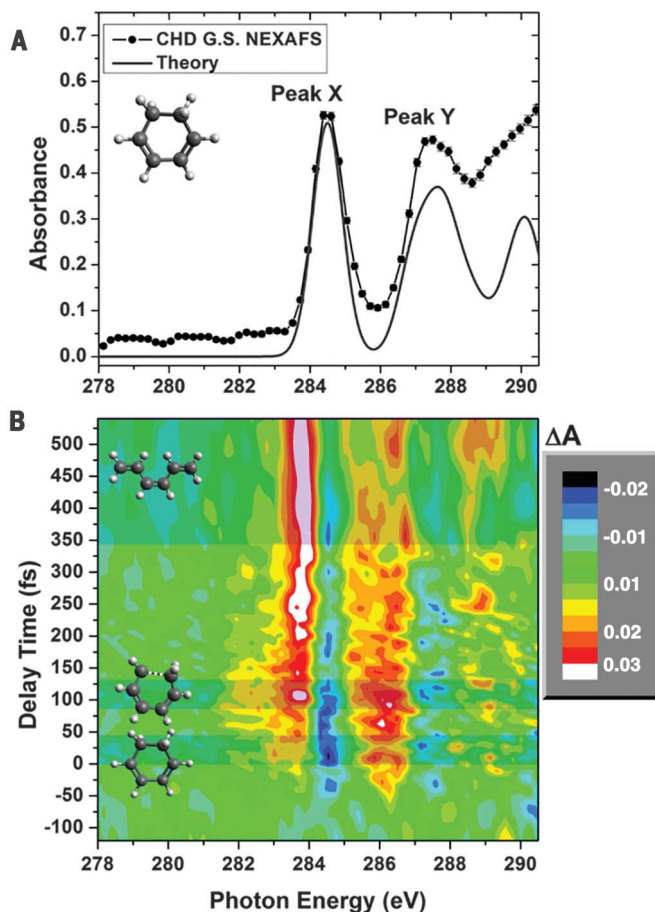 A
CHD G.S. NEXAFS
Theory
Peak X
Peak Y
Absorbance
0.7
0.6
0.5
0.4
0.3
0.2
0.1
0.0
278 280 282 284 286 288 290
B
Delay Time (fs)
500
450
400
350
300
250
200
150
100
50
0
-50
-100
278 280 282 284 286 288 290
Photon Energy (eV)
ΔA
-0.02
-0.01
0.01
0.02
0.03